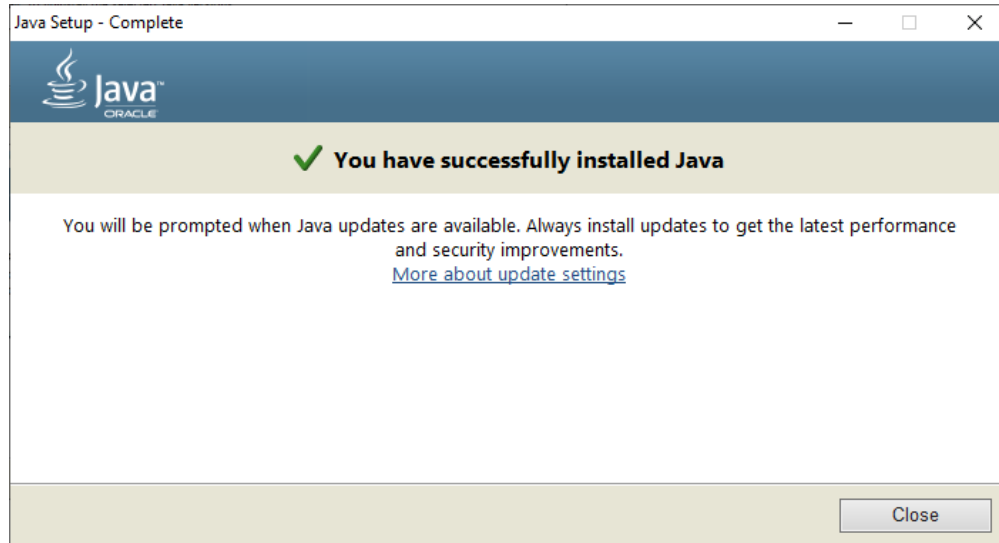 Java Setup - Complete
Java™
ORACLE
You have successfully installed Java
You will be prompted when Java updates are available. Always install updates to get the latest performance
and security improvements.
More about update settings
Close